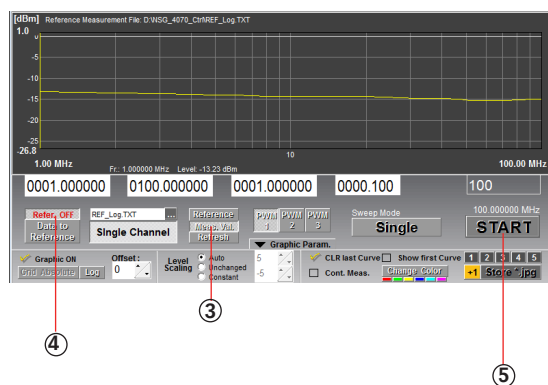 [dBm] Reference Measurement File: D:\NSG_4070_Ctrl\REF_Log.TXT
1.0
0
-5
-10
-15
-20
-25
-26.8
10
1.00 MHz Fr.: 1.000000 MHz Level: -13.23 dBm 100.00 MHz
0001.000000 0100.000000 0001.000000 0000.100 100
Refer. OFF REF_Log.TXT ... Reference PWM PWM PWM Sweep Mode 100.000000 MHz
Data to Reference Single Channel Meas. Val. 1 2 3 Single START
Refresh
Graphic Param.
Graphic ON Offset: Level Scaling Auto 5 CLR last Curve Show first Curve 1 2 3 4 5
Grid Absolute Log 0 Unchanged -5 Cont. Meas. Change Color +1 Store *.jpg
Constant
3
4
5